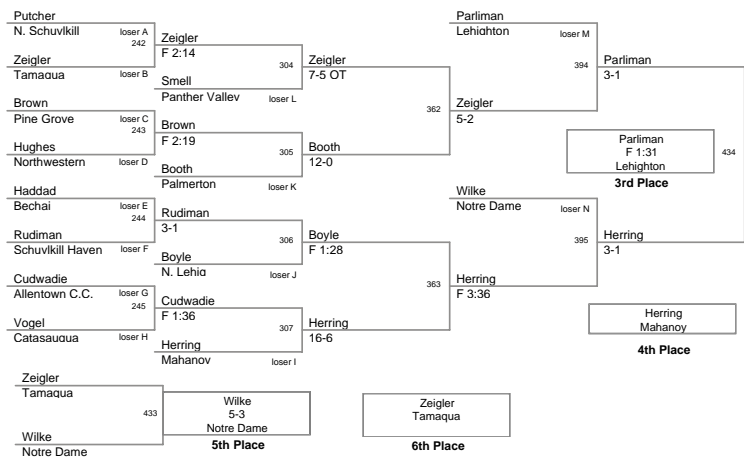 Putcher
N. Schuylkill
loser A
242
Zeigler
Tamaqua
loser B
Zeigler
F 2:14
304
Smell
Panther Valley
loser L
Brown
Pine Grove
loser C
243
Hughes
Northwestern
loser D
Brown
F 2:19
305
Booth
Palmerton
loser K
Zeigler
7-5 OT
362
Booth
12-0
Zeigler
5-2
Haddad
Bechai
loser E
244
Rudiman
Schuylkill Haven
loser F
Rudiman
3-1
306
Boyle
N. Lehig
loser J
Cudwadie
Allentown C.C.
loser G
245
Vogel
Catasauqua
loser H
Cudwadie
F 1:36
307
Herring
Mahanoy
loser I
Boyle
F 1:28
363
Herring
16-6
Herring
F 3:36
Parliman
Lehighton
loser M
394
Parliman
3-1
Wilke
Notre Dame
loser N
395
Herring
3-1
434
Parliman
F 1:31
Lehighton
3rd Place
Herring
Mahanoy
4th Place
Zeigler
Tamaqua
433
Wilke
Notre Dame
Wilke
5-3
Notre Dame
5th Place
Zeigler
Tamaqua
6th Place